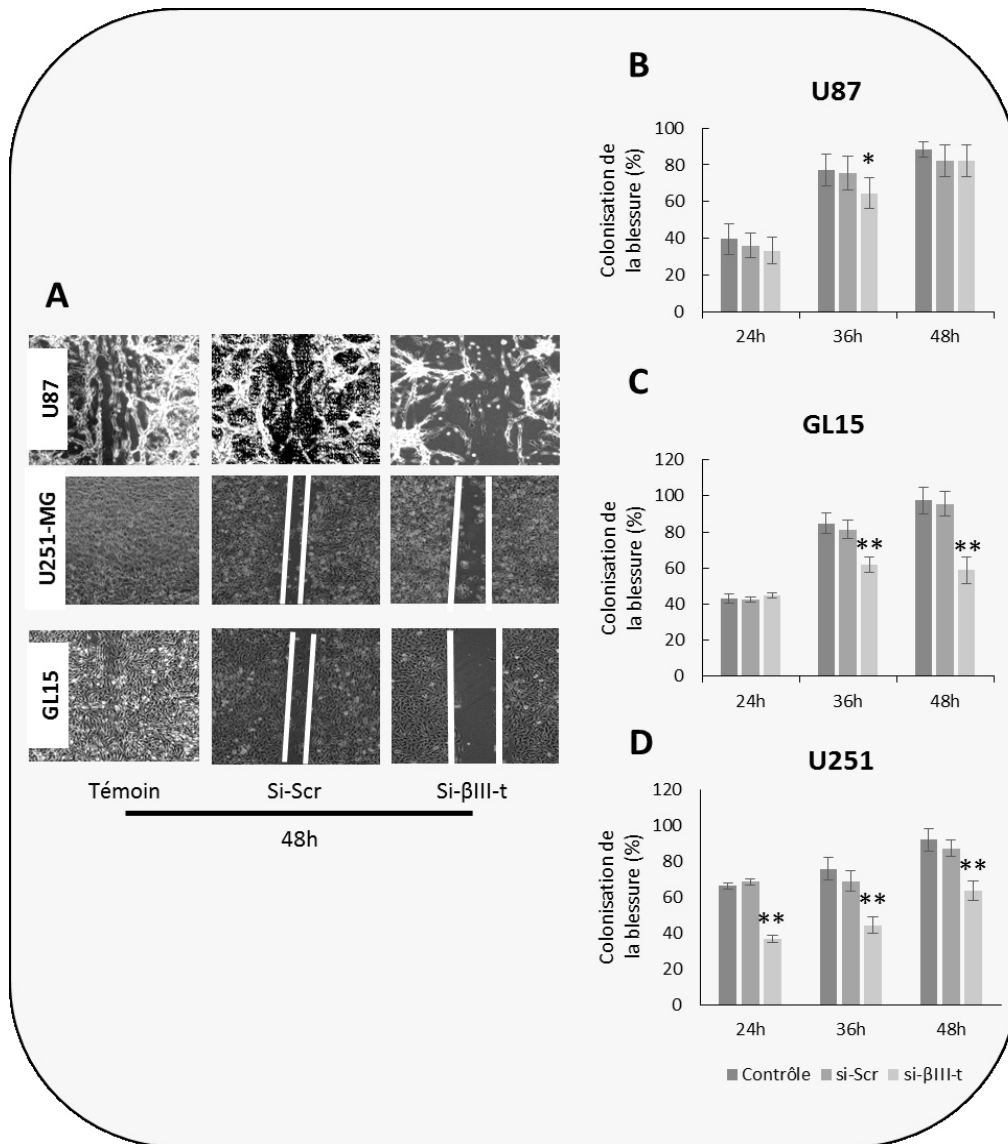 A
U87
U251-MG
GL15
Témoin
Si-Scr
Si-βIII-t
48h
B
U87
Colonisation de
la blessure (%)
100
80
60
40
20
0
*
24h
36h
48h
C
GL15
Colonisation de
la blessure (%)
120
100
80
60
40
20
0
**
**
24h
36h
48h
D
U251
Colonisation de
la blessure (%)
120
100
80
60
40
20
0
**
**
**
24h
36h
48h
Contrôle si-Scr si-βIII-t